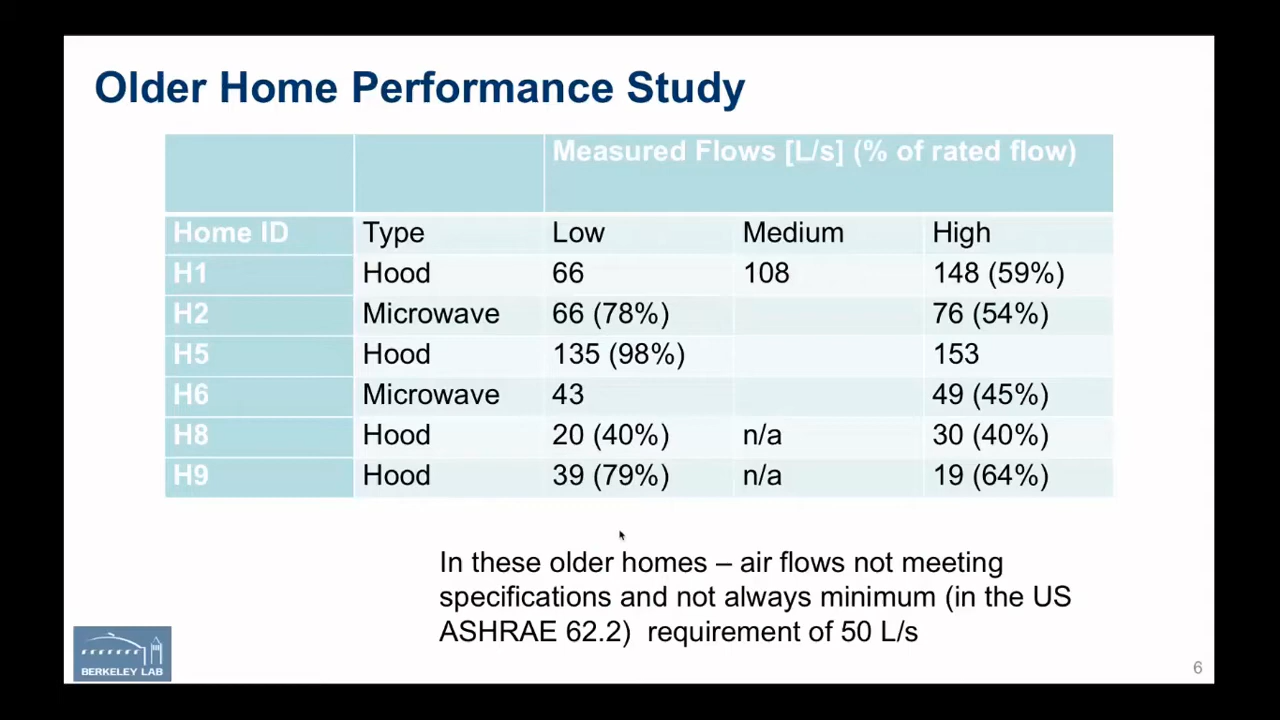 Older Home Performance Study
Measured Flows [L/s] (% of rated flow)
Home ID Type Low Medium High
H1 Hood 66 108 148 (59%)
H2 Microwave 66 (78%) 76 (54%)
H5 Hood 135 (98%) 153
H6 Microwave 43 49 (45%)
H8 Hood 20 (40%) n/a 30 (40%)
H9 Hood 39 (79%) n/a 19 (64%)
In these older homes – air flows not meeting
specifications and not always minimum (in the US
ASHRAE 62.2) requirement of 50 L/s
BERKELEY LAB
6